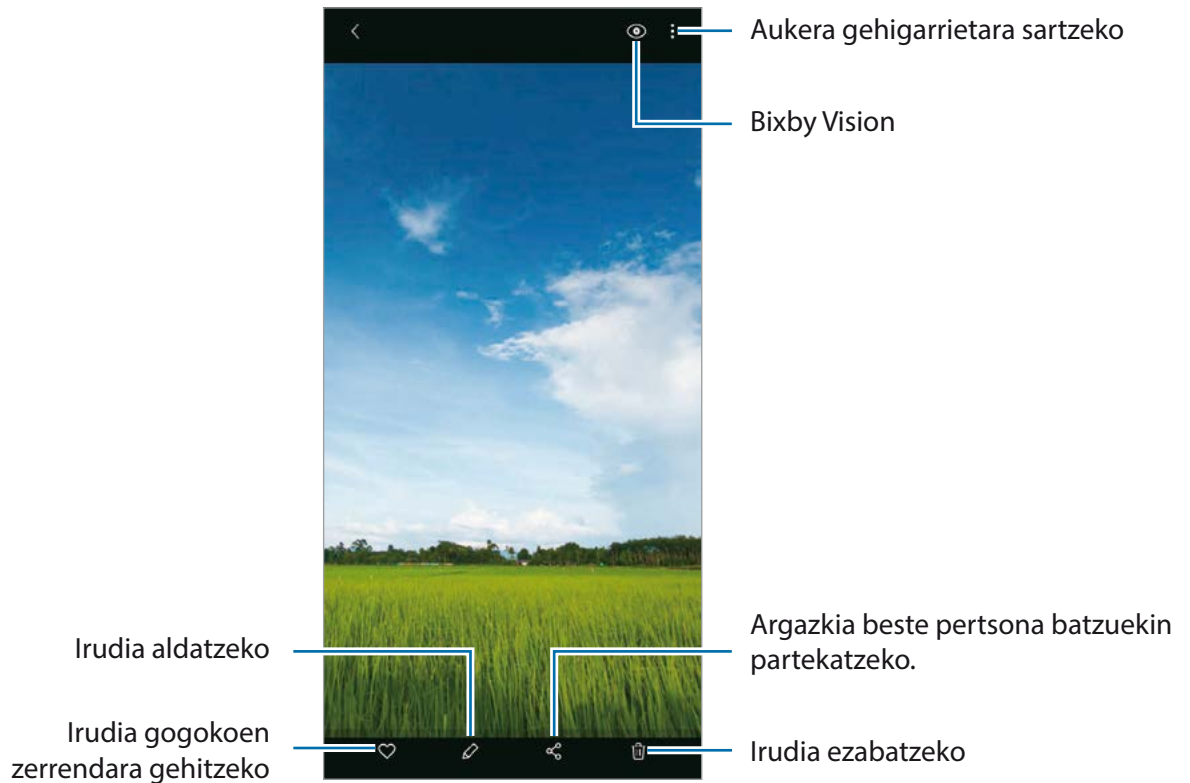 Aukera gehigarrietara sartzeko
Bixby Vision
Irudia aldatzeko
Argazkia beste pertsona batzuekin
partekatzeko.
Irudia gogokoen
zerrendara gehitzeko
Irudia ezabatzeko